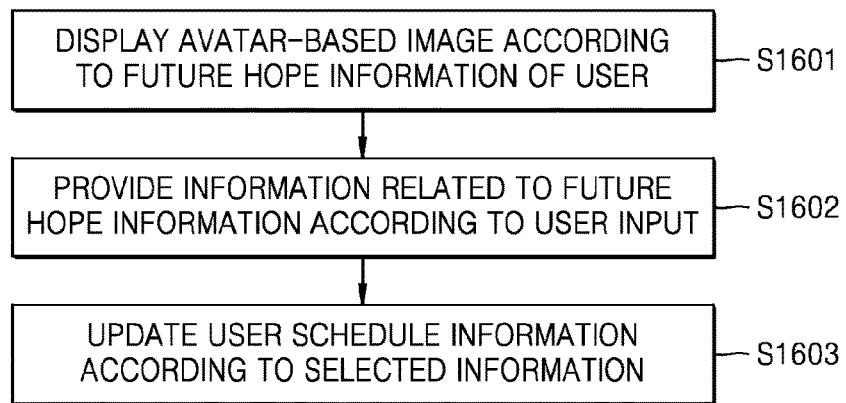 DISPLAY AVATAR-BASED IMAGE ACCORDING
TO FUTURE HOPE INFORMATION OF USER
S1601
PROVIDE INFORMATION RELATED TO FUTURE
HOPE INFORMATION ACCORDING TO USER INPUT
S1602
UPDATE USER SCHEDULE INFORMATION
ACCORDING TO SELECTED INFORMATION
S1603